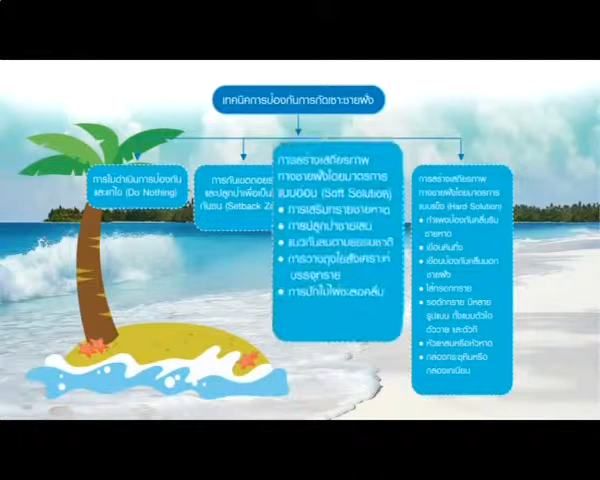 เทคนิคการป้องกันการกัดเซาะชายฝั่ง
การไม่ดำเนินการป้องกัน
และแก้ไข (Do Nothing)
การกันเขตถอยร่
และปลูกป่าเพื่อเป็น
กันชน (Setback Z
การสร้างเสถียรภาพ
ทางชายฝั่งโดยมาตรการ
แบบอ่อน (Soft Solution)
• การเสริมทรายชายหาด
• การปลูกป่าชายเลน
• แนวกันลมตามธรรมชาติ
• การวางถุงใยสังเคราะห์
บรรจุทราย
• การปักไม้ไผ่ชะลอคลื่น
การสร้างเสถียรภาพ
ทางชายฝั่งโดยมาตรการ
แบบแข็ง (Hard Solution)
• กำแพงป้องกันคลื่นริม
ชายหาด
• เขื่อนหินทิ้ง
• เขื่อนป้องกันคลื่นนอก
ชายฝั่ง
• ไส้กรอกทราย
• รอดักทราย มีหลาย
รูปแบบ ทั้งแบบตัวไอ
ตัววาย และตัวที
• หัวแหลมหรือหัวหาด
• กล่องกระชุหินหรือ
กล่องเกเบียน